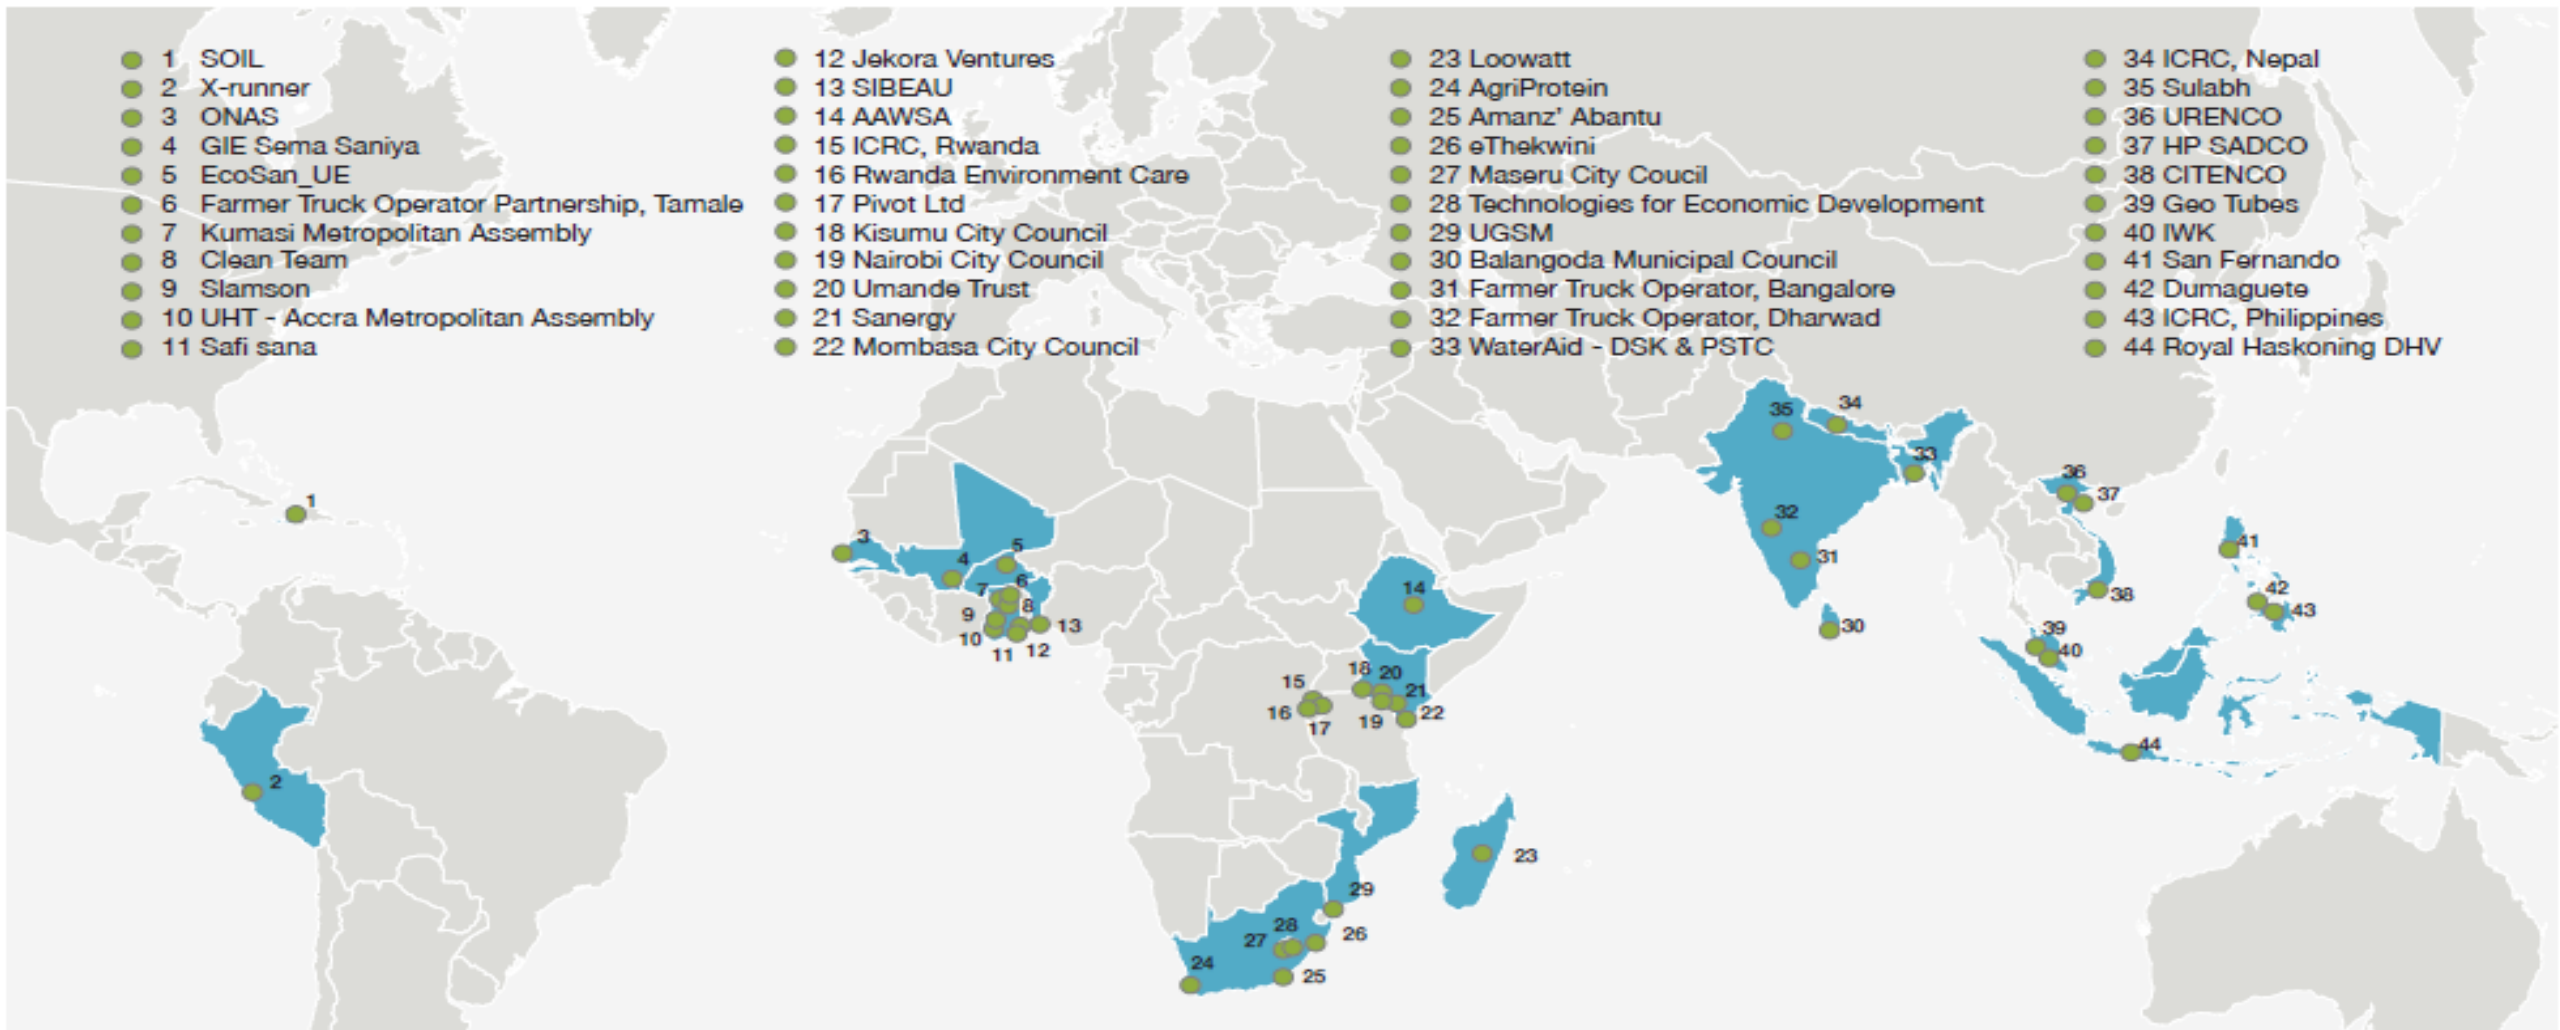 1 SOIL
2 X-runner
3 ONAS
4 GIE Sema Saniya
5 EcoSan_UE
6 Farmer Truck Operator Partnership, Tamale
7 Kumasi Metropolitan Assembly
8 Clean Team
9 Slamson
10 UHT - Accra Metropolitan Assembly
11 Safi sana
12 Jekora Ventures
13 SIBEAU
14 AAWSA
15 ICRC, Rwanda
16 Rwanda Environment Care
17 Pivot Ltd
18 Kisumu City Council
19 Nairobi City Council
20 Umande Trust
21 Sanergy
22 Mombasa City Council
23 Loowatt
24 AgriProtein
25 Amanz' Abantu
26 eThekwini
27 Maseru City Coucil
28 Technologies for Economic Development
29 UGSM
30 Balangoda Municipal Council
31 Farmer Truck Operator, Bangalore
32 Farmer Truck Operator, Dharwad
33 WaterAid - DSK & PSTC
34 ICRC, Nepal
35 Sulabh
36 URENCO
37 HP SADCO
38 CITENCO
39 Geo Tubes
40 IWK
41 San Fernando
42 Dumaguete
43 ICRC, Philippines
44 Royal Haskoning DHV
1
2
3
4
5
6
7
8
9
10
11
12
13
14
15
16
17
18
19
20
21
22
23
24
25
26
27
28
29
30
31
32
33
34
35
36
37
38
39
40
41
42
43
44